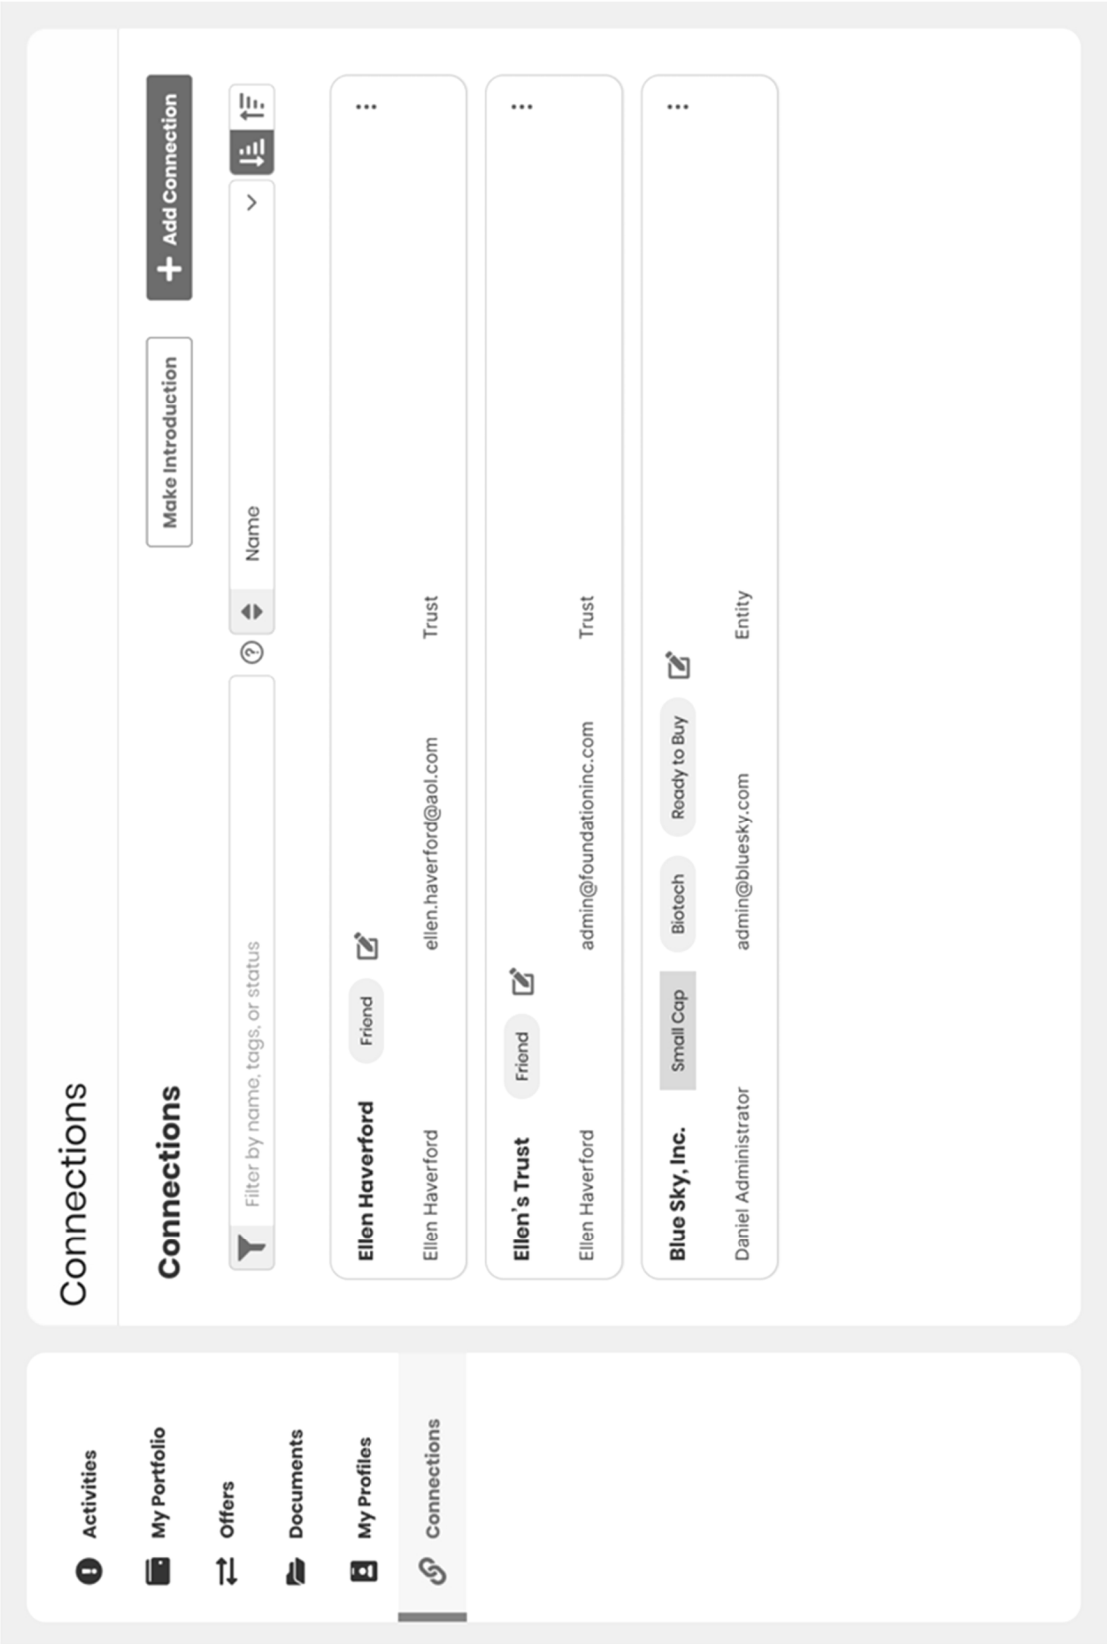 Activities
My Portfolio
Offers
Documents
My Profiles
Connections
Connections
Connections
Make Introduction
Add Connection
Filter by name, tags, or status
Name
Ellen Haverford Friend
Ellen Haverford ellen.haverford@aol.com Trust
Ellen's Trust Friend
Ellen Haverford admin@foundationinc.com Trust
Blue Sky, Inc. Small Cap Biotech Ready to Buy
Daniel Administrator admin@bluesky.com Entity